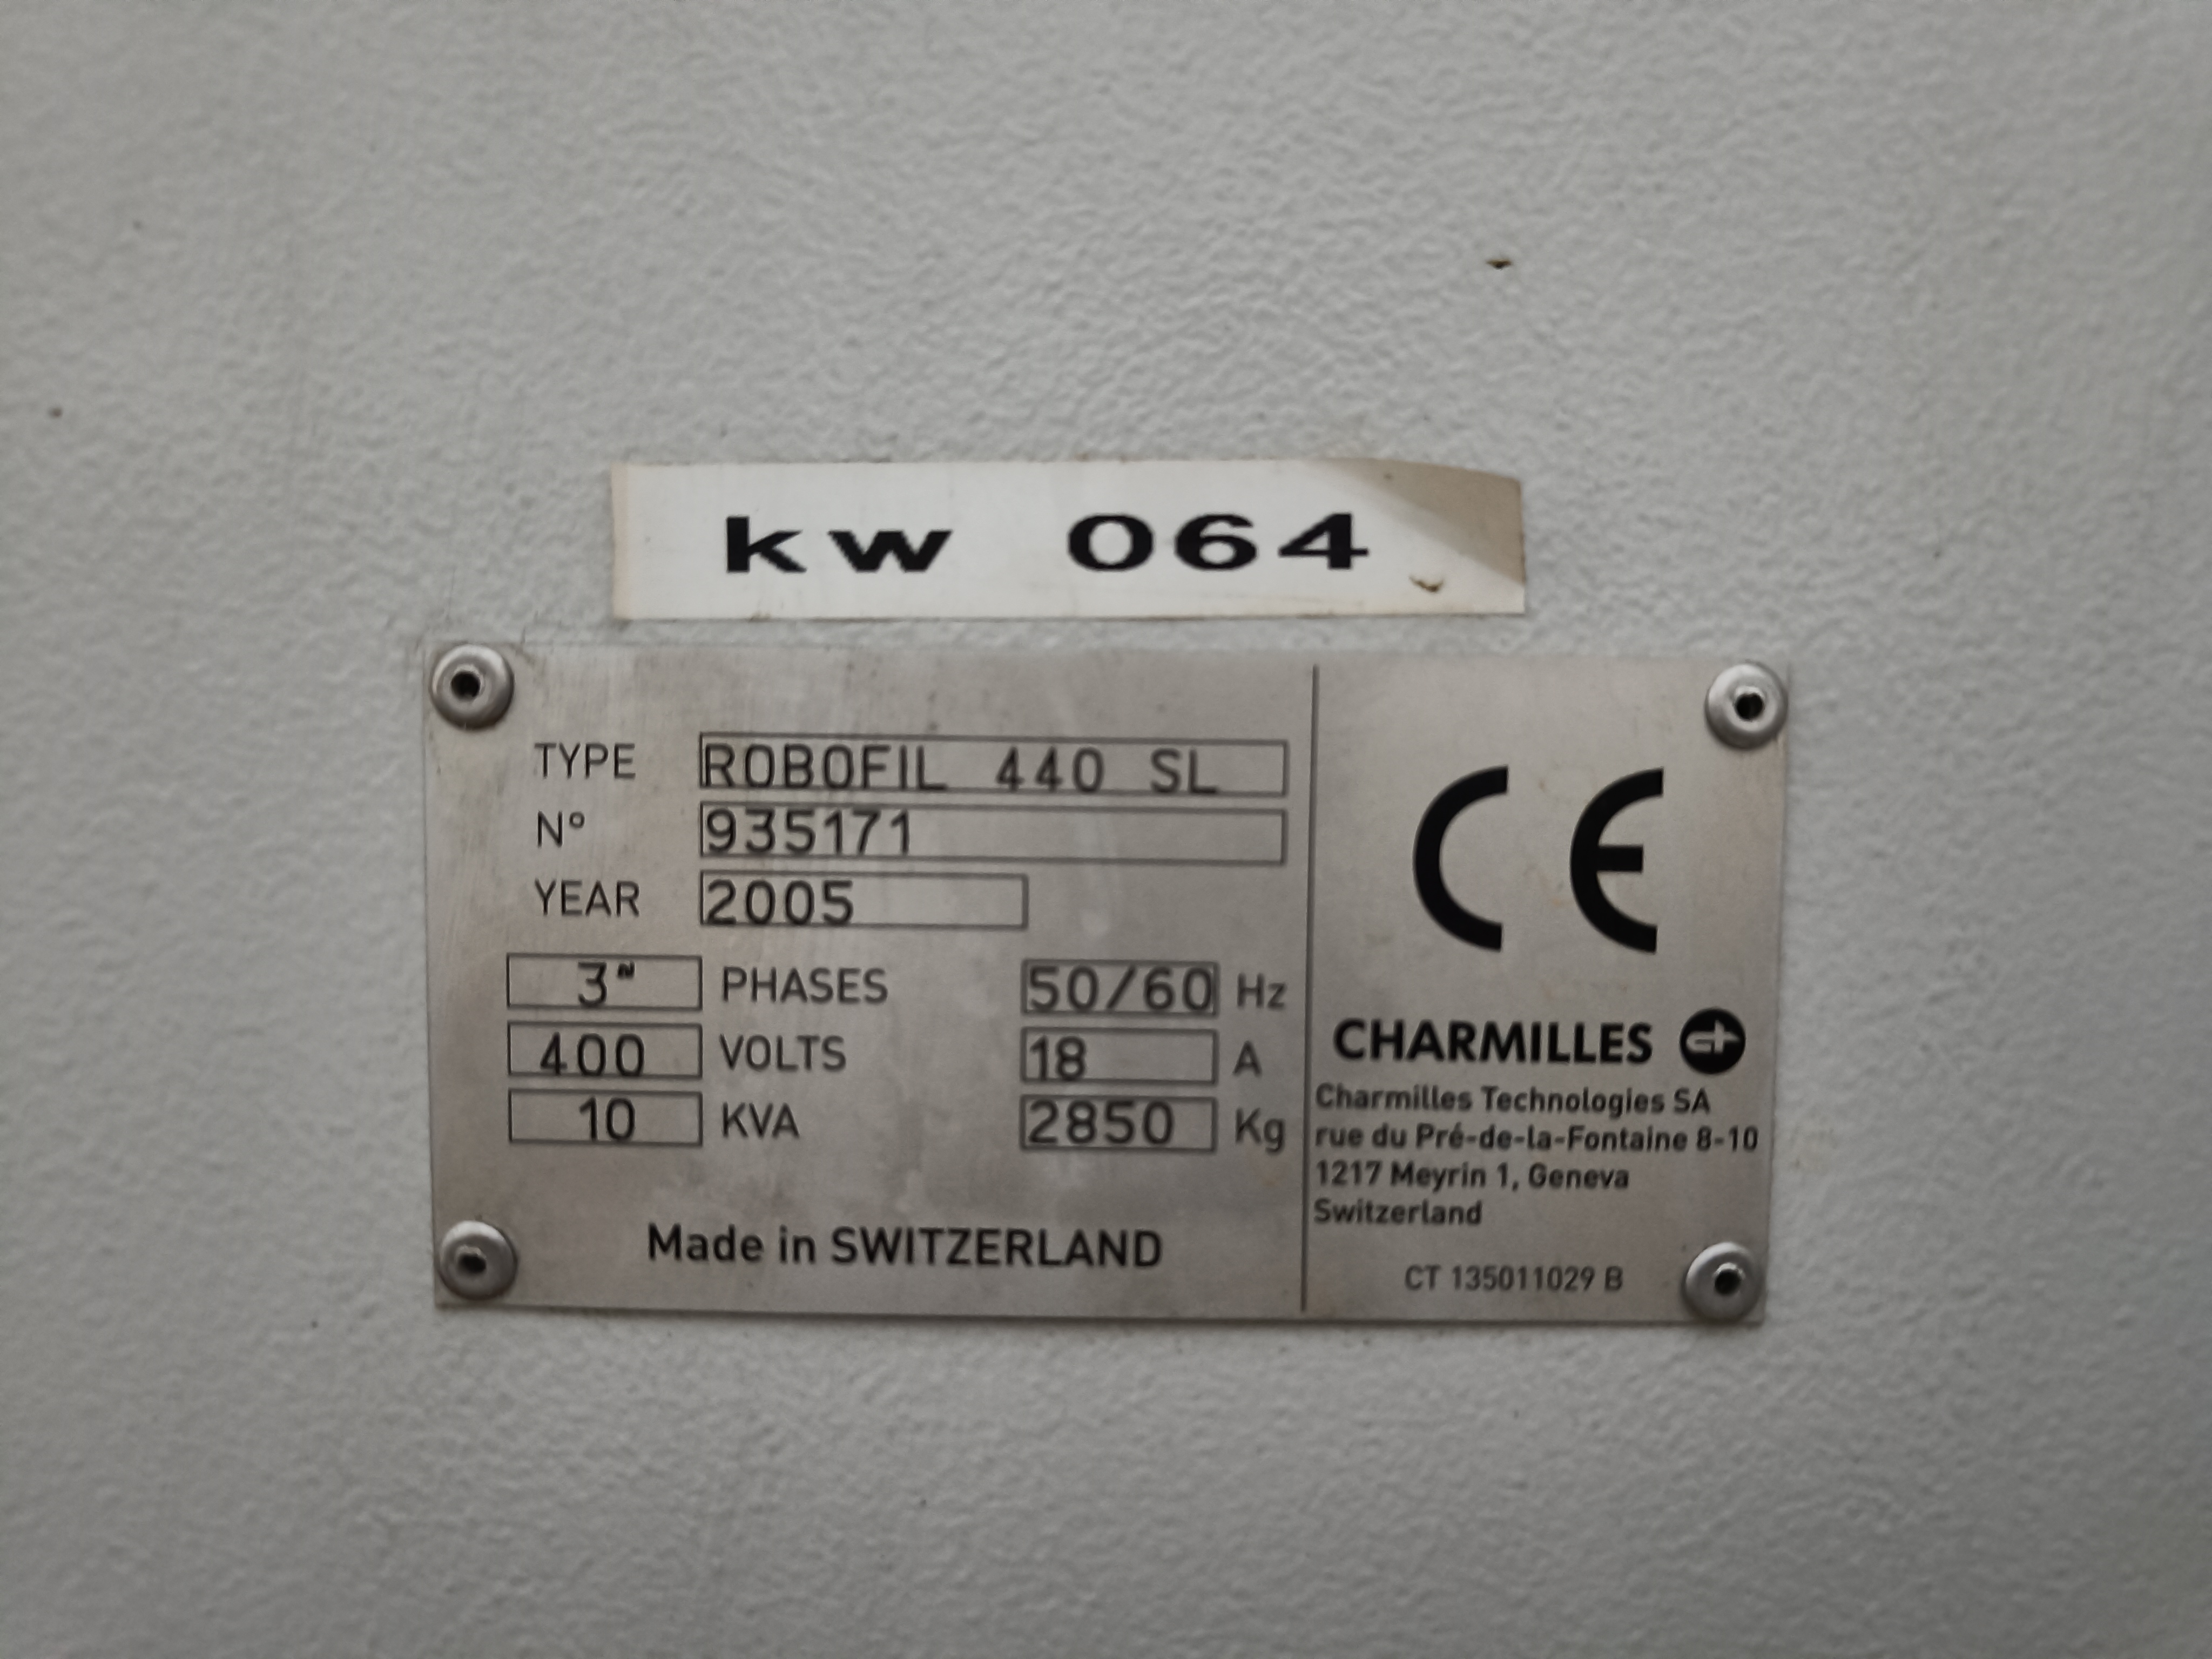 kw 064
TYPE ROBOFIL 440 SL
N° 935171
YEAR 2005
3~ PHASES 50/60 Hz
400 VOLTS 18 A
10 KVA 2850 Kg
Made in SWITZERLAND
CE
CHARMILLES
Charmilles Technologies SA
rue du Pré-de-la-Fontaine 8-10
1217 Meyrin 1, Geneva
Switzerland
CT 135011029 B